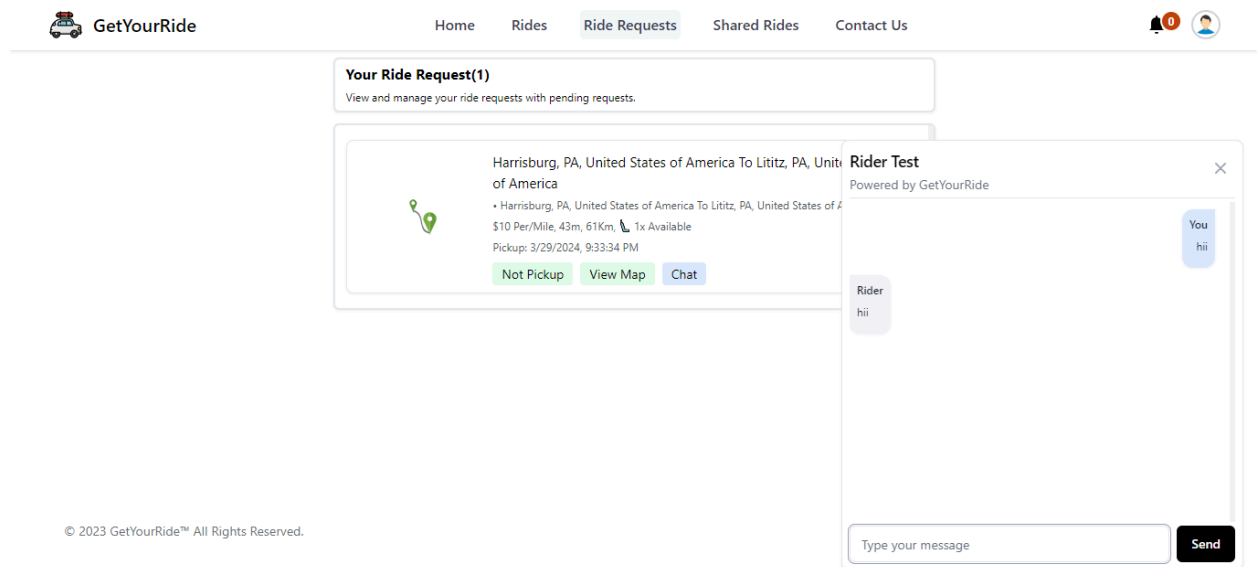 GetYourRide
Home Rides Ride Requests Shared Rides Contact Us
0
Your Ride Request(1)
View and manage your ride requests with pending requests.
Harrisburg, PA, United States of America To Lititz, PA, Unite
of America
• Harrisburg, PA, United States of America To Lititz, PA, United States of A
$10 Per/Mile, 43m, 61Km, 1x Available
Pickup: 3/29/2024, 9:33:34 PM
Not Pickup View Map Chat
Rider Test
Powered by GetYourRide
You
hii
Rider
hii
Type your message Send
© 2023 GetYourRide™ All Rights Reserved.